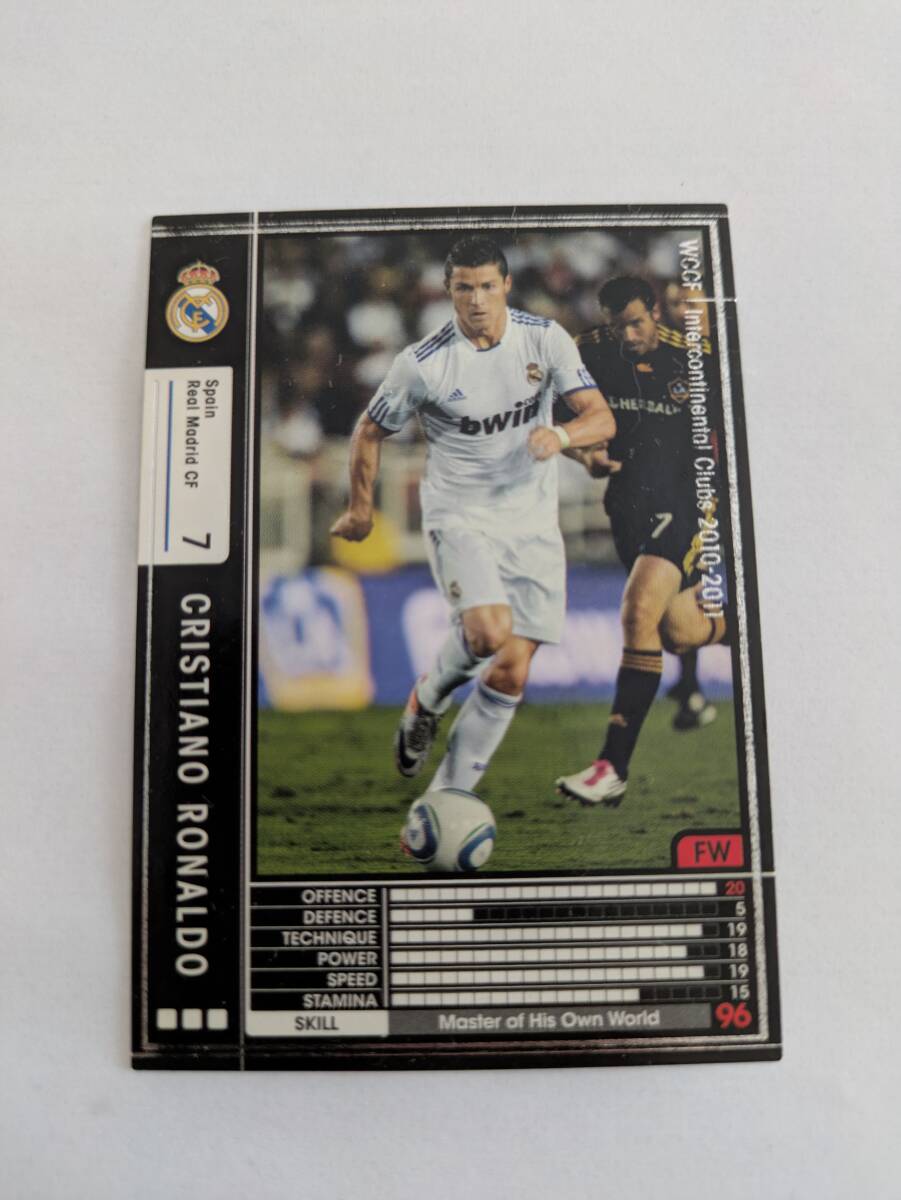 WCCF | Intercontinental Clubs 2010-2011
Spain
Real Madrid CF
7
CRISTIANO RONALDO
adidas
bwin
.com
HERBALIFE
7
FW
OFFENCE 20
DEFENCE 5
TECHNIQUE 19
POWER 18
SPEED 19
STAMINA 15
SKILL Master of His Own World 96